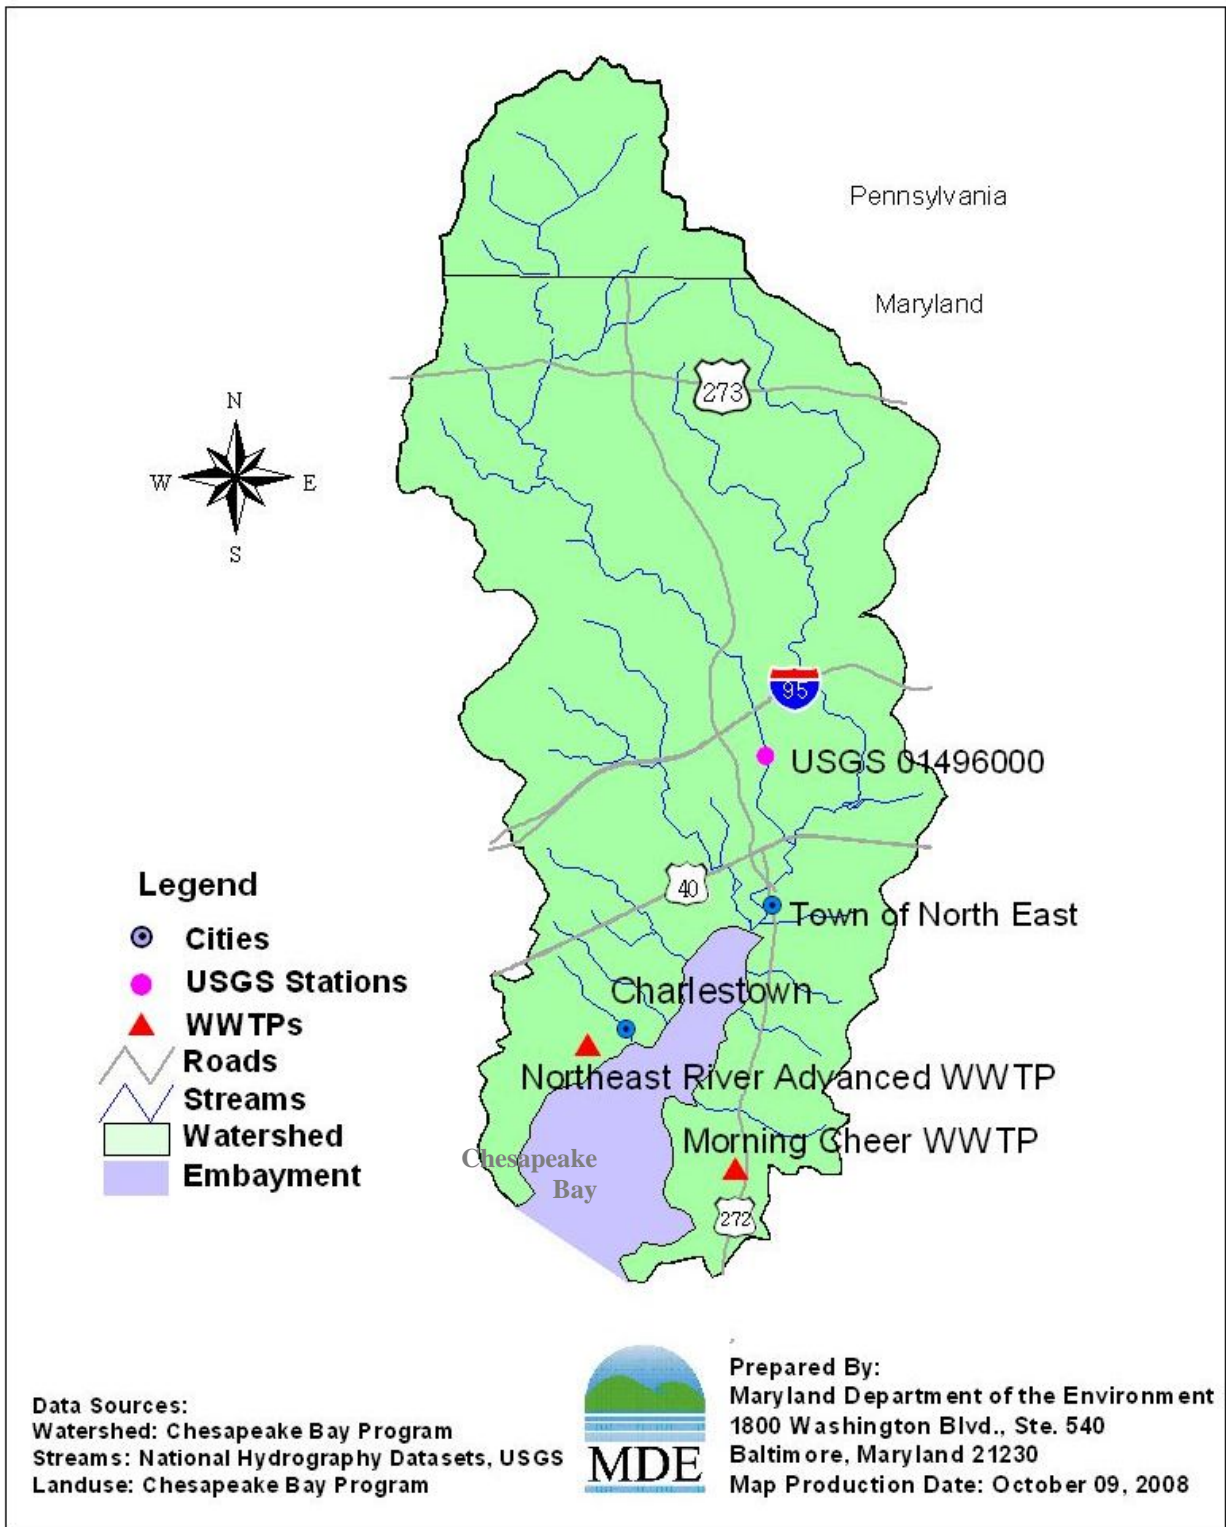 Pennsylvania
Maryland
273
N
W E
S
95
USGS 01496000
Legend
Cities
USGS Stations
WWTPs
Roads
Streams
Watershed
Embayment
40
Town of North East
Charlestown
Northeast River Advanced WWTP
Morning Cheer WWTP
Chesapeake
Bay
272
Data Sources:
Watershed: Chesapeake Bay Program
Streams: National Hydrography Datasets, USGS
Landuse: Chesapeake Bay Program
MDE
Prepared By:
Maryland Department of the Environment
1800 Washington Blvd., Ste. 540
Baltimore, Maryland 21230
Map Production Date: October 09, 2008